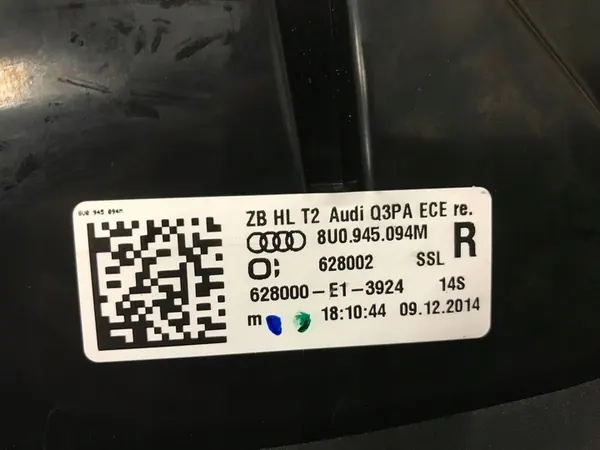 8U0.945 094M
ZB HL T2 Audi Q3PA ECE re.
8U0.945.094M R
628002 SSL
628000-E1-3924 14S
m 18:10:44 09.12.2014